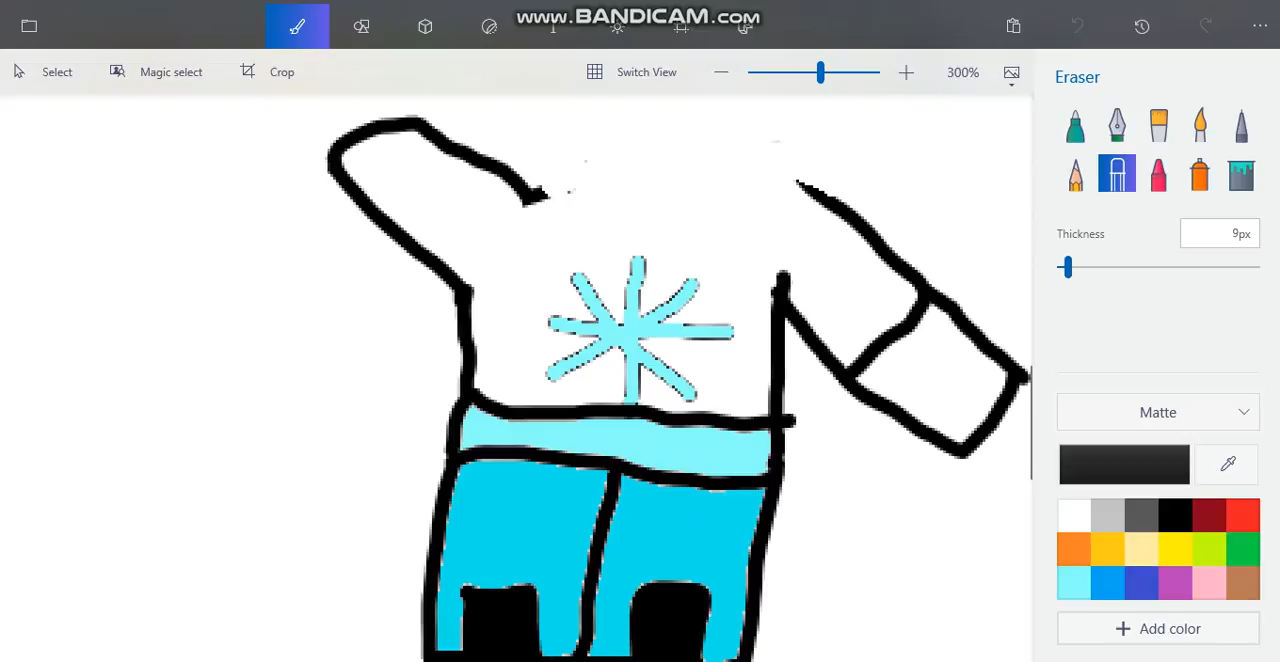 www.BANDICAM.com
Select
Magic select
Crop
Switch View
300%
Eraser
Thickness
9px
Matte
Add color